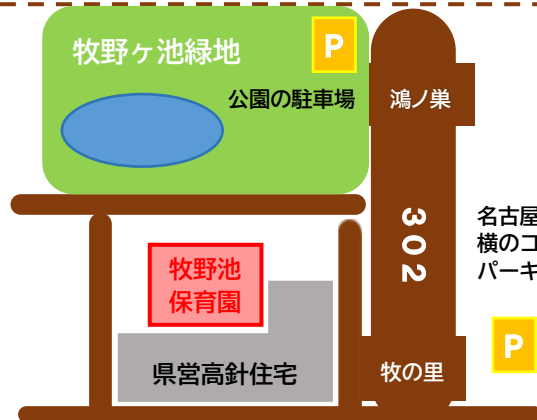 牧野ヶ池緑地
P
公園の駐車場
鴻ノ巣
302
名古屋
横のコ
パーキ
牧野池
保育園
P
県営高針住宅
牧の里